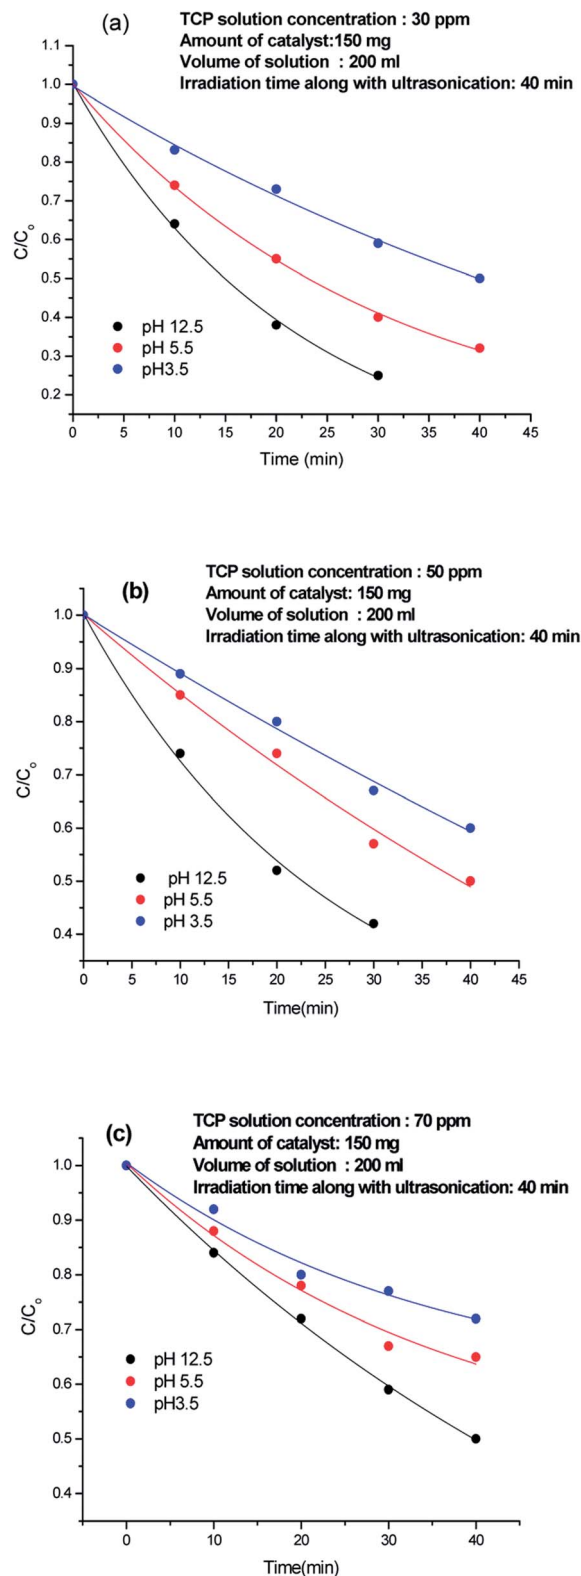 (a)
TCP solution concentration : 30 ppm
Amount of catalyst:150 mg
Volume of solution : 200 ml
Irradiation time along with ultrasonication: 40 min
1.1
1.0
0.9
0.8
0.7
0.6
0.5
0.4
0.3
0.2
C/Co
pH 12.5
pH 5.5
pH3.5
0 5 10 15 20 25 30 35 40 45
Time (min)
(b)
TCP solution concentration : 50 ppm
Amount of catalyst: 150 mg
Volume of solution : 200 ml
Irradiation time along with ultrasonication: 40 min
1.0
0.9
0.8
0.7
0.6
0.5
0.4
C/Co
pH 12.5
pH 5.5
pH 3.5
0 5 10 15 20 25 30 35 40 45
Time(min)
(c)
TCP solution concentration : 70 ppm
Amount of catalyst: 150 mg
Volume of solution : 200 ml
Irradiation time along with ultrasonication: 40 min
1.0
0.9
0.8
0.7
0.6
0.5
0.4
C/Co
pH 12.5
pH 5.5
pH3.5
0 10 20 30 40
Time(min)